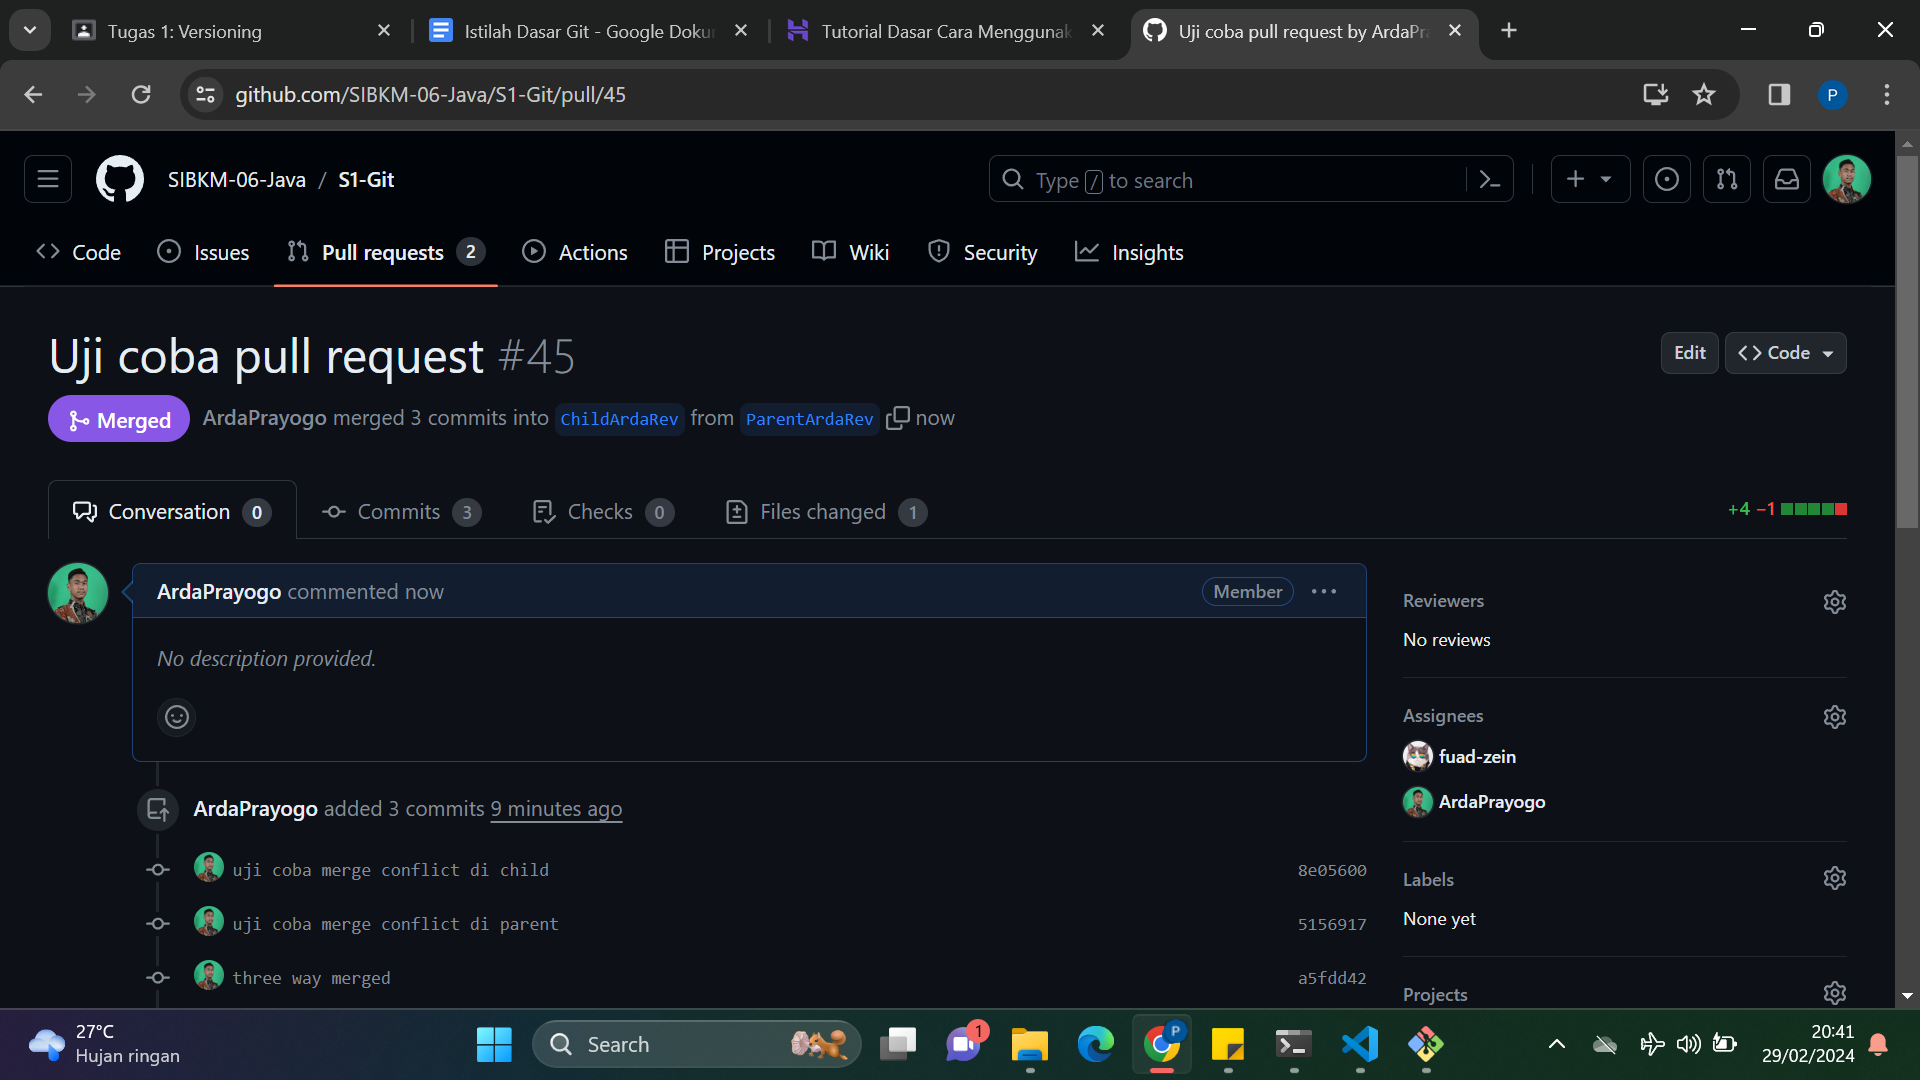 Tugas 1: Versioning
Istilah Dasar Git - Google Doku
Tutorial Dasar Cara Menggunak
Uji coba pull request by ArdaPr
github.com/SIBKM-06-Java/S1-Git/pull/45
P
SIBKM-06-Java / S1-Git
Type / to search
Code
Issues
Pull requests 2
Actions
Projects
Wiki
Security
Insights
Uji coba pull request #45
Edit
<> Code
Merged
ArdaPrayogo merged 3 commits into ChildArdaRev from ParentArdaRev now
Conversation 0
Commits 3
Checks 0
Files changed 1
+4 −1
ArdaPrayogo commented now
Member
No description provided.
Reviewers
No reviews
Assignees
fuad-zein
ArdaPrayogo
ArdaPrayogo added 3 commits 9 minutes ago
uji coba merge conflict di child
8e05600
uji coba merge conflict di parent
5156917
three way merged
a5fdd42
Labels
None yet
Projects
27°C
Hujan ringan
Search
1
P
20:41
29/02/2024